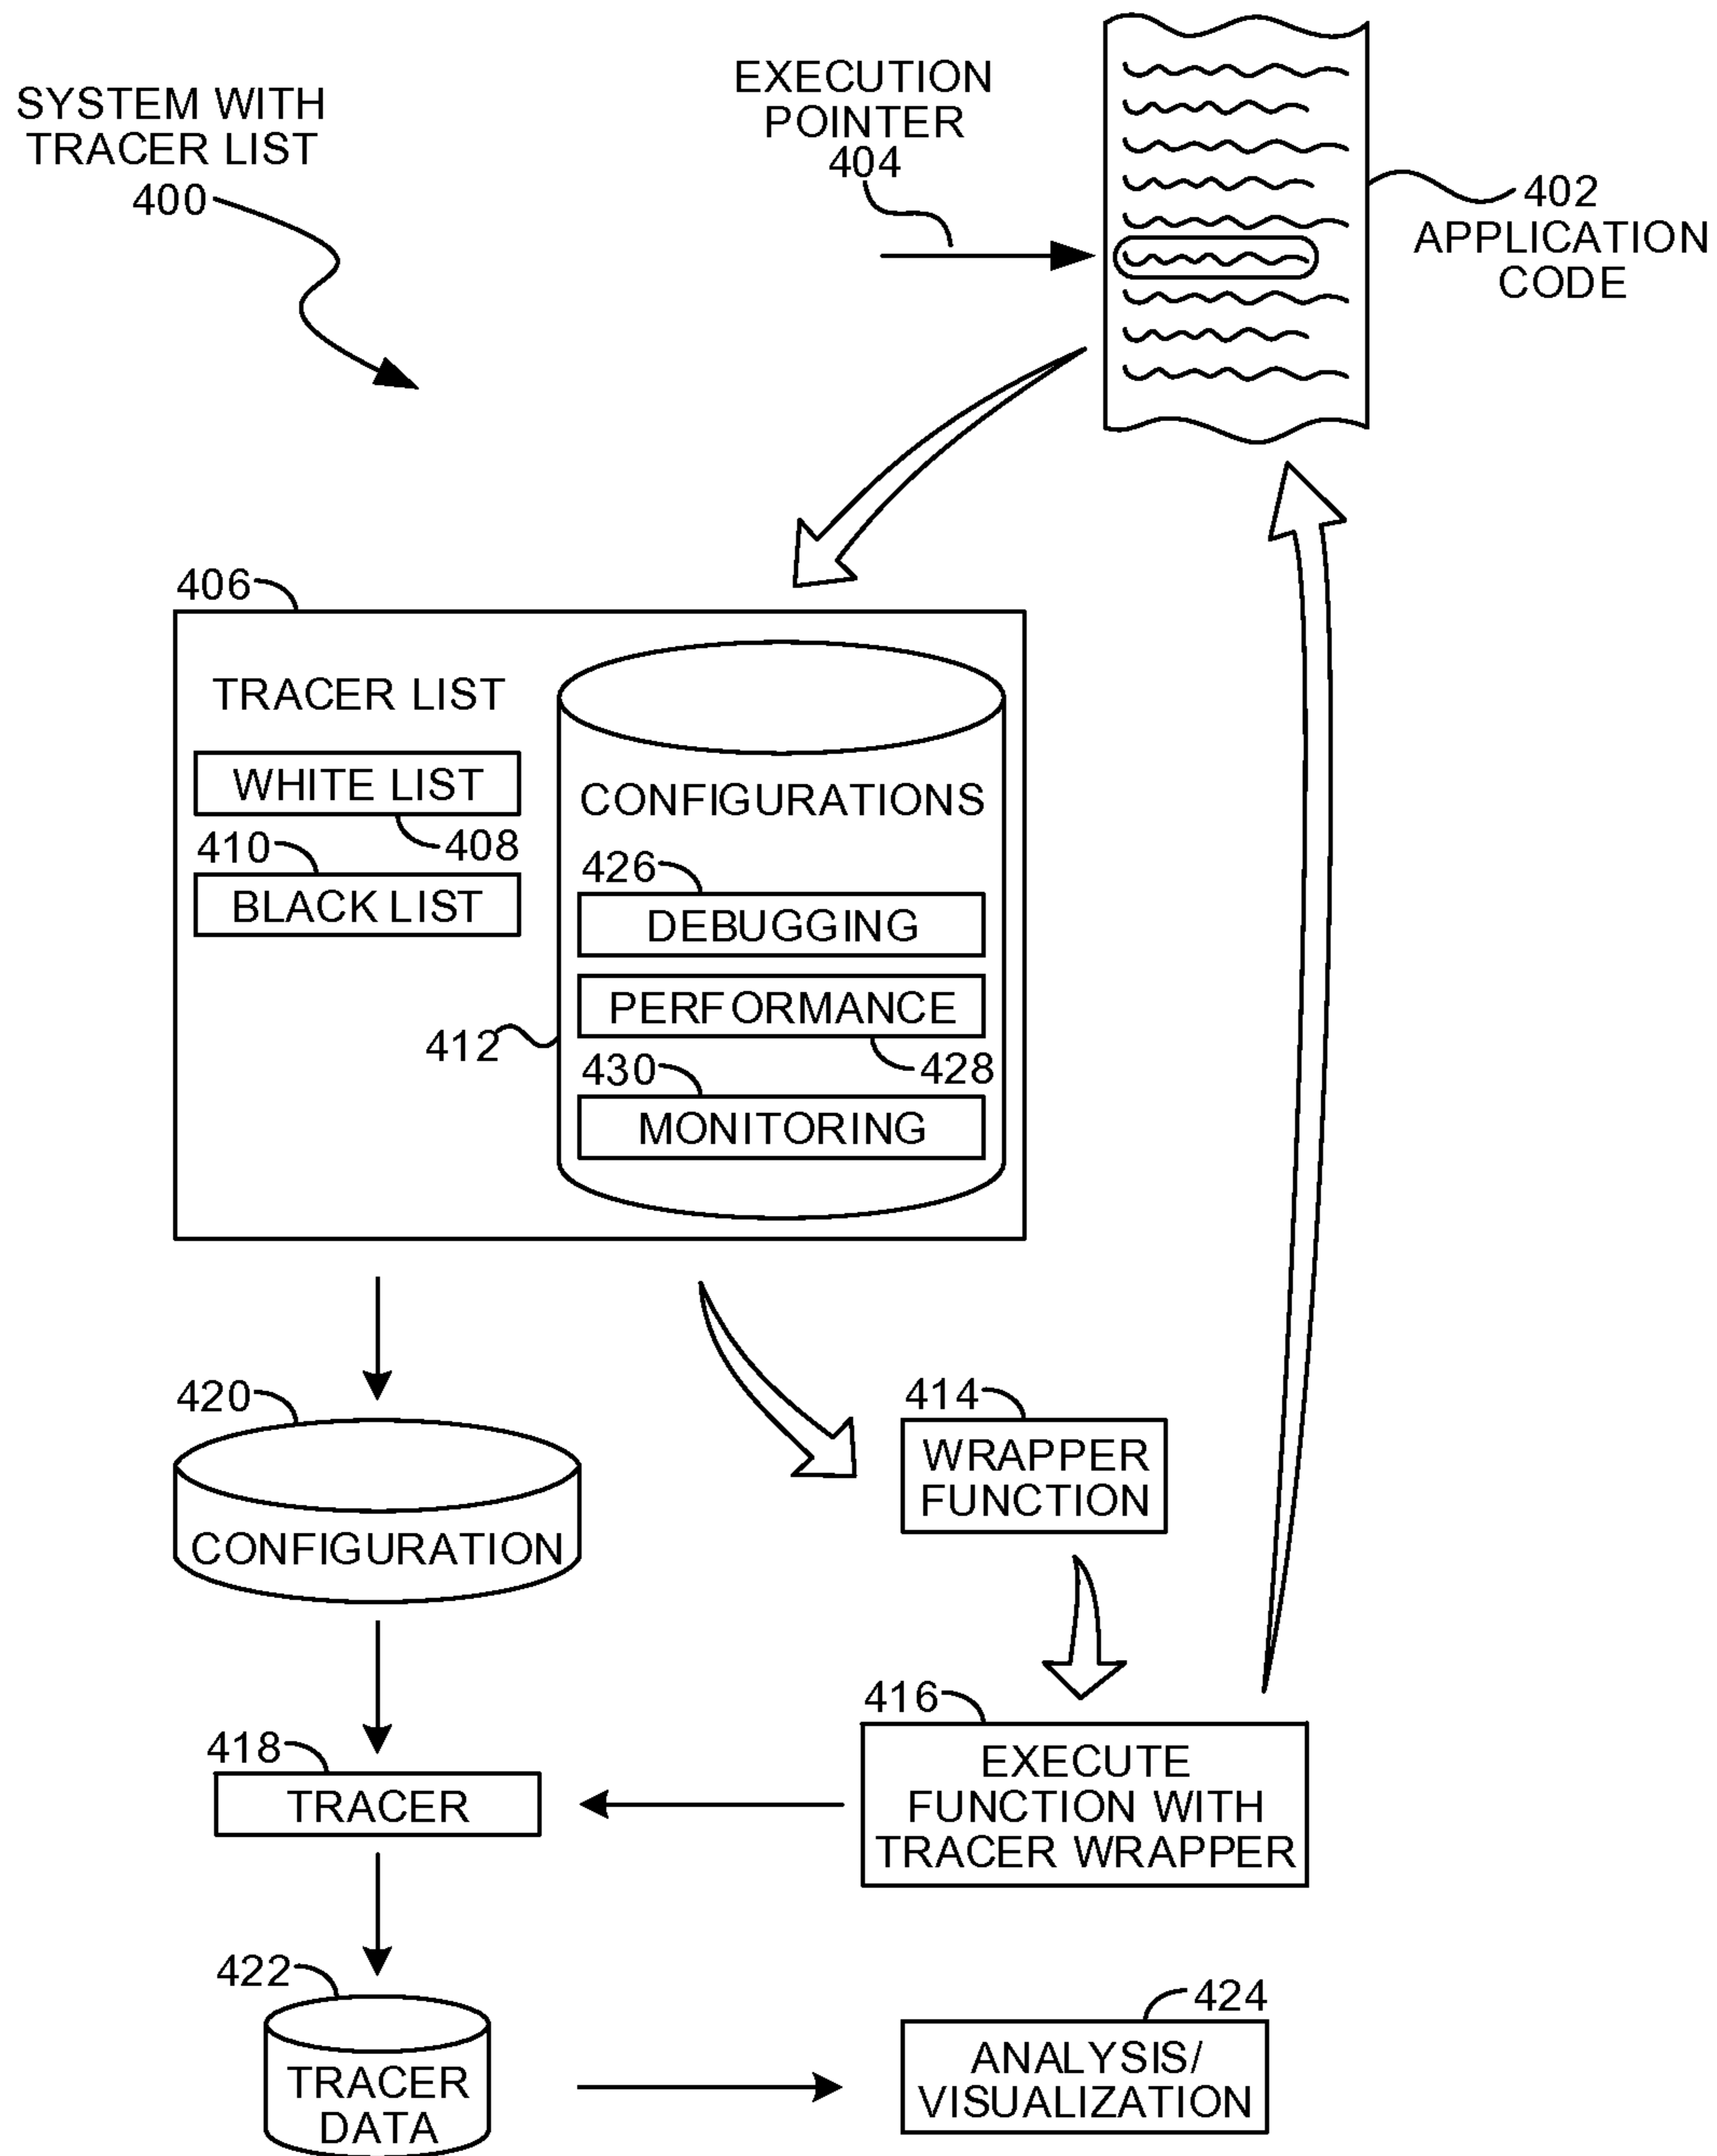 SYSTEM WITH
TRACER LIST
400
EXECUTION
POINTER
404
402
APPLICATION
CODE
406
TRACER LIST
WHITE LIST
408
410
BLACK LIST
CONFIGURATIONS
426
DEBUGGING
PERFORMANCE
428
412
430
MONITORING
420
CONFIGURATION
414
WRAPPER
FUNCTION
416
EXECUTE
FUNCTION WITH
TRACER WRAPPER
418
TRACER
422
TRACER
DATA
424
ANALYSIS/
VISUALIZATION